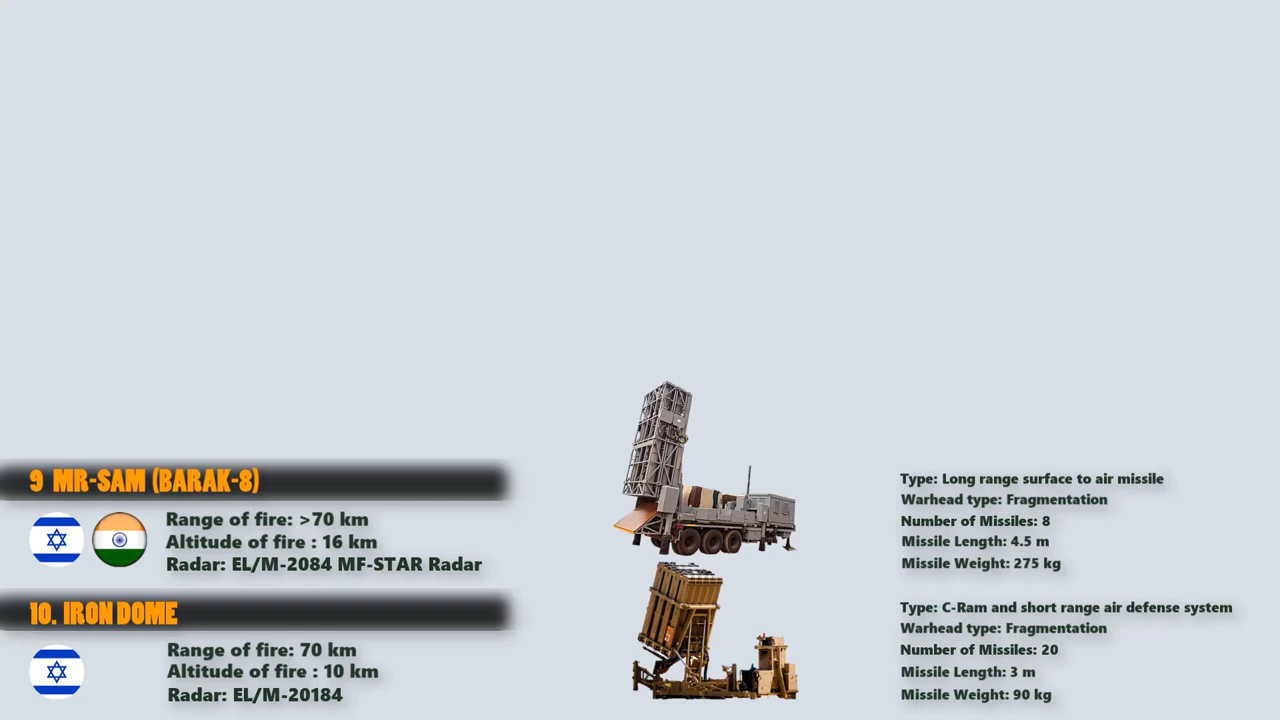 9 MR-SAM (BARAK-8)
Range of fire: >70 km
Altitude of fire : 16 km
Radar: EL/M-2084 MF-STAR Radar
Type: Long range surface to air missile
Warhead type: Fragmentation
Number of Missiles: 8
Missile Length: 4.5 m
Missile Weight: 275 kg
10. IRON DOME
Range of fire: 70 km
Altitude of fire : 10 km
Radar: EL/M-20184
Type: C-Ram and short range air defense system
Warhead type: Fragmentation
Number of Missiles: 20
Missile Length: 3 m
Missile Weight: 90 kg